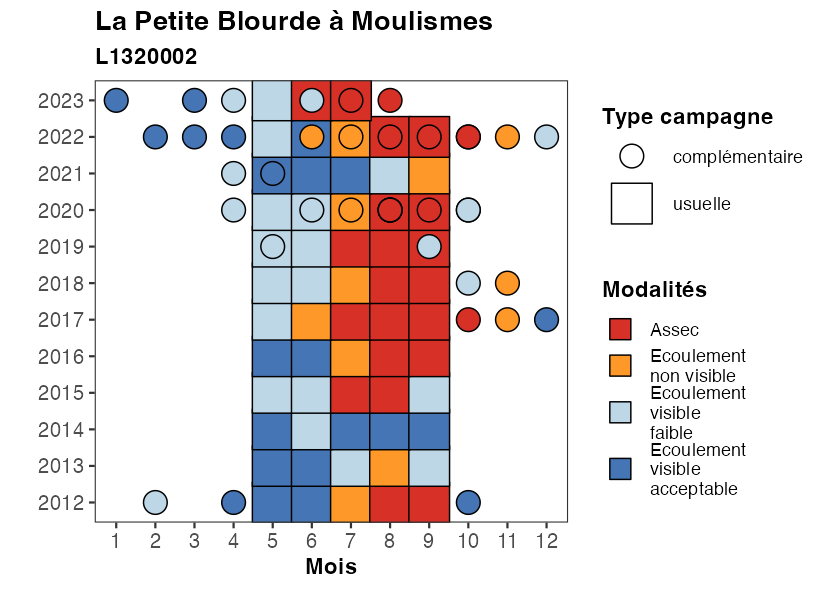 La Petite Blourde à Moulismes
L1320002
2023
2022
2021
2020
2019
2018
2017
2016
2015
2014
2013
2012
1 2 3 4 5 6 7 8 9 10 11 12
Mois
Type campagne
complémentaire
usuelle
Modalités
Assec
Ecoulement
non visible
Ecoulement
visible
faible
Ecoulement
visible
acceptable